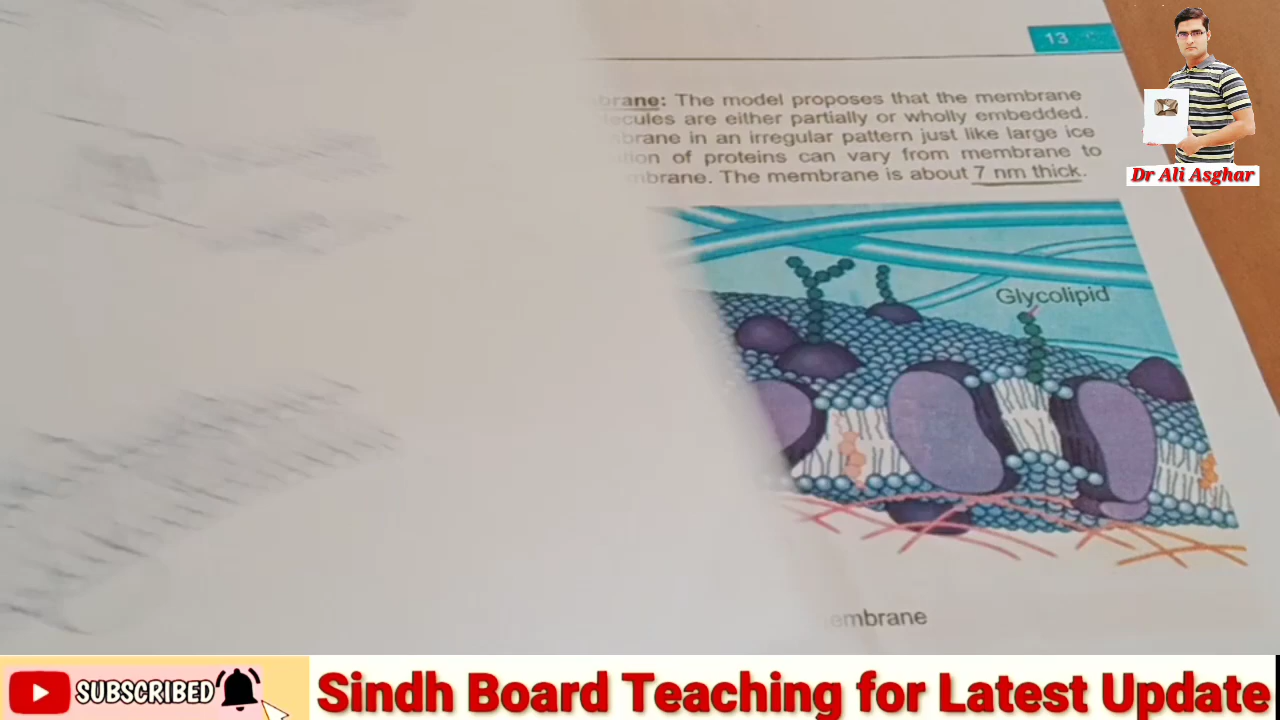 13
brane: The model proposes that the membrane
ecules are either partially or wholly embedded.
brane in an irregular pattern just like large ice
tion of proteins can vary from membrane to
mbrane. The membrane is about 7 nm thick.
Glycolipid
embrane
Dr Ali Asghar
SUBSCRIBED
Sindh Board Teaching for Latest Update